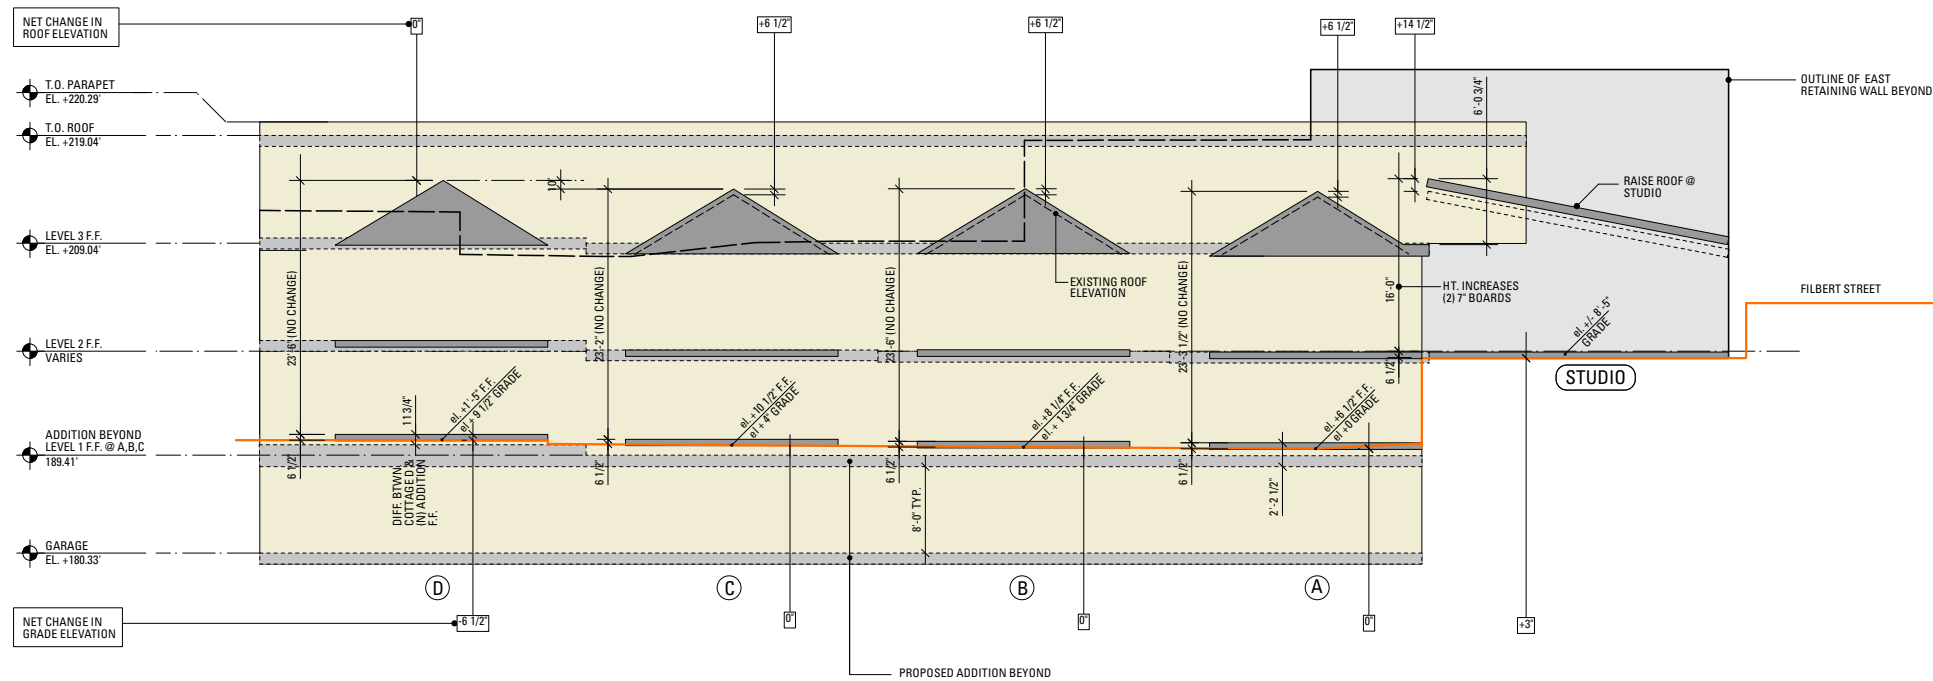 NET CHANGE IN
ROOF ELEVATION
0"
+6 1/2"
+6 1/2"
+6 1/2"
+14 1/2"
T.O. PARAPET
EL. +220.29'
T.O. ROOF
EL. +219.04'
LEVEL 3 F.F.
EL. +209.04'
LEVEL 2 F.F.
VARIES
ADDITION BEYOND
LEVEL 1 F.F. @ A,B,C
189.41'
GARAGE
EL. +180.33'
NET CHANGE IN
GRADE ELEVATION
OUTLINE OF EAST
RETAINING WALL BEYOND
6'-0 3/4"
RAISE ROOF @
STUDIO
10"
EXISTING ROOF
ELEVATION
HT. INCREASES
(2) 7" BOARDS
16'-0"
FILBERT STREET
23'-6" (NO CHANGE)
23'-2" (NO CHANGE)
23'-6" (NO CHANGE)
23'-3 1/2" (NO CHANGE)
el. +/- 8'-5"
GRADE
STUDIO
6 1/2"
11 3/4"
el. +1'-5" F.F.
el + 9 1/2" GRADE
el. +10 1/2" F.F.
el + 4" GRADE
el. +8 1/4" F.F.
el. + 1 3/4" GRADE
el. +6 1/2" F.F.
el +0 GRADE
6 1/2"
6 1/2"
6 1/2"
6 1/2"
DIFF. BTWN.
COTTAGE D &
(N) ADDITION
F.F.
8'-0" TYP.
2'-2 1/2"
D
C
B
A
-6 1/2"
0"
0"
0"
+3"
PROPOSED ADDITION BEYOND